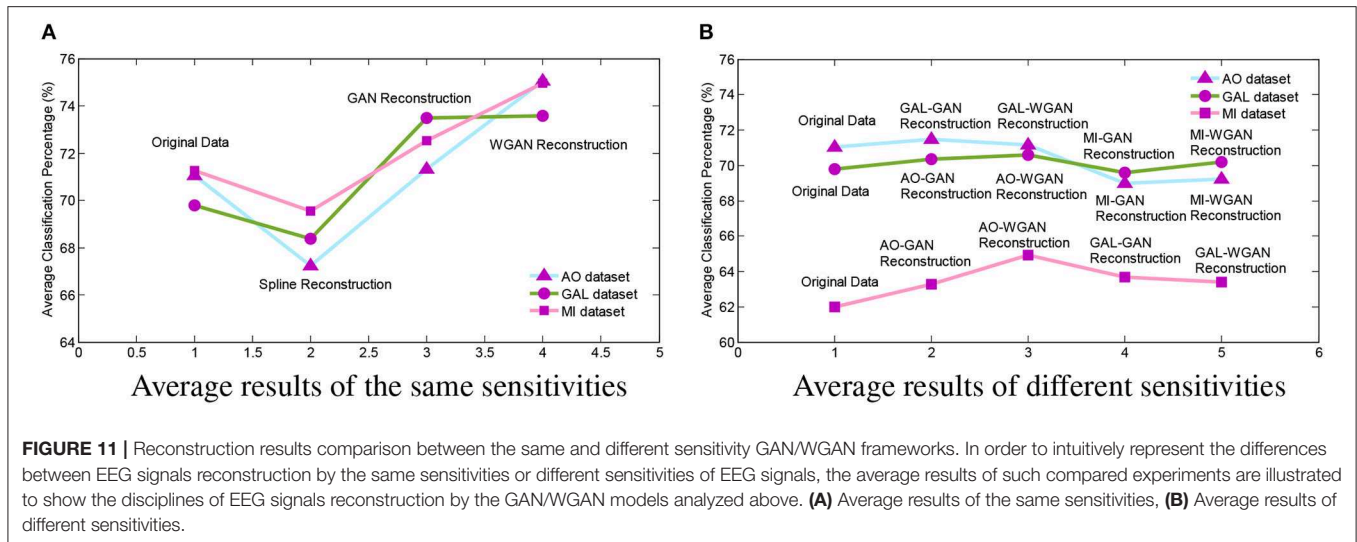 A
Average Classification Percentage (%)
76
74
72
70
68
66
64
0
0.5
1
1.5
2
2.5
3
3.5
4
4.5
5
Original Data
GAN Reconstruction
WGAN Reconstruction
Spline Reconstruction
AO dataset
GAL dataset
MI dataset
Average results of the same sensitivities
B
Average Classification Percentage (%)
76
74
72
70
68
66
64
62
60
0
1
2
3
4
5
6
AO dataset
GAL dataset
MI dataset
Original Data
GAL-GAN
Reconstruction
GAL-WGAN
Reconstruction
MI-GAN
Reconstruction
MI-WGAN
Reconstruction
Original Data
AO-GAN
Reconstruction
AO-WGAN
Reconstruction
MI-GAN
Reconstruction
MI-WGAN
Reconstruction
Original Data
AO-GAN
Reconstruction
AO-WGAN
Reconstruction
GAL-GAN
Reconstruction
GAL-WGAN
Reconstruction
Average results of different sensitivities
FIGURE 11 | Reconstruction results comparison between the same and different sensitivity GAN/WGAN frameworks. In order to intuitively represent the differences
between EEG signals reconstruction by the same sensitivities or different sensitivities of EEG signals, the average results of such compared experiments are illustrated
to show the disciplines of EEG signals reconstruction by the GAN/WGAN models analyzed above. (A) Average results of the same sensitivities, (B) Average results of
different sensitivities.